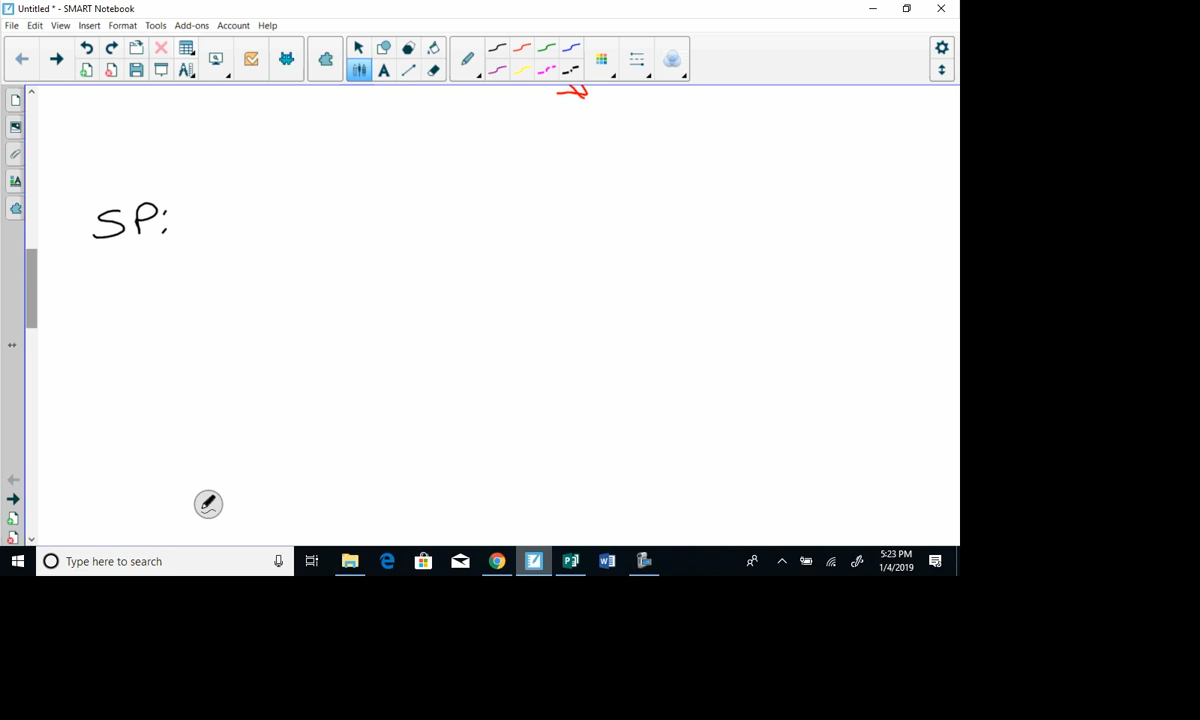 Untitled * - SMART Notebook
File Edit View Insert Format Tools Add-ons Account Help
SP:
Type here to search
5:23 PM
1/4/2019